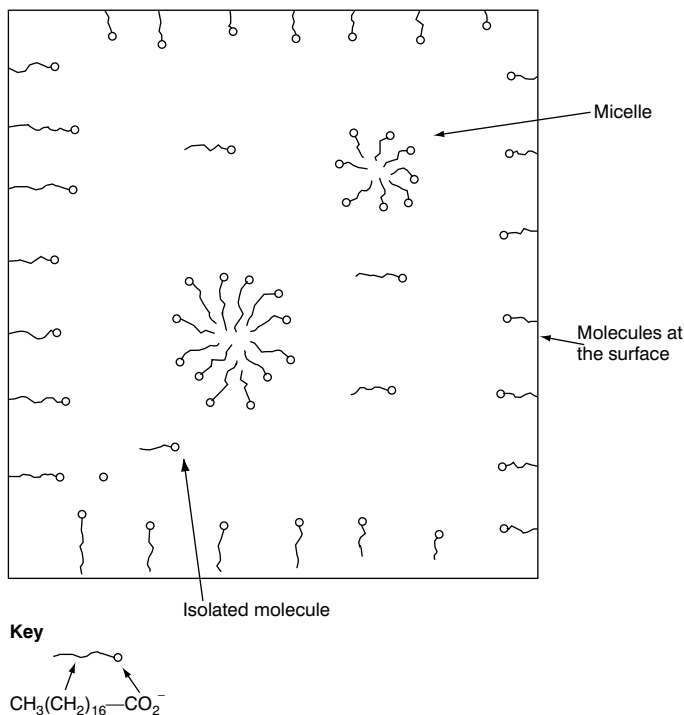 Micelle
Molecules at
the surface
Isolated molecule
Key
CH₃(CH₂)₁₆—CO₂⁻